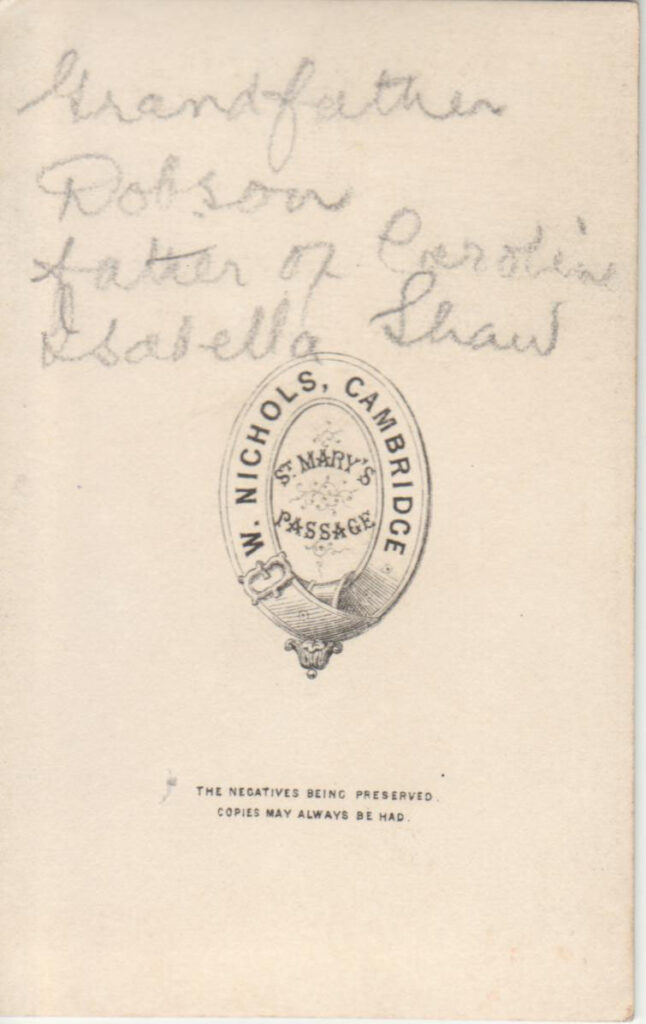 Grandfather
Dobson
father of Caroline
Isabella Shaw
W. NICHOLS, CAMBRIDGE
ST. MARY'S
PASSAGE
THE NEGATIVES BEING PRESERVED.
COPIES MAY ALWAYS BE HAD.